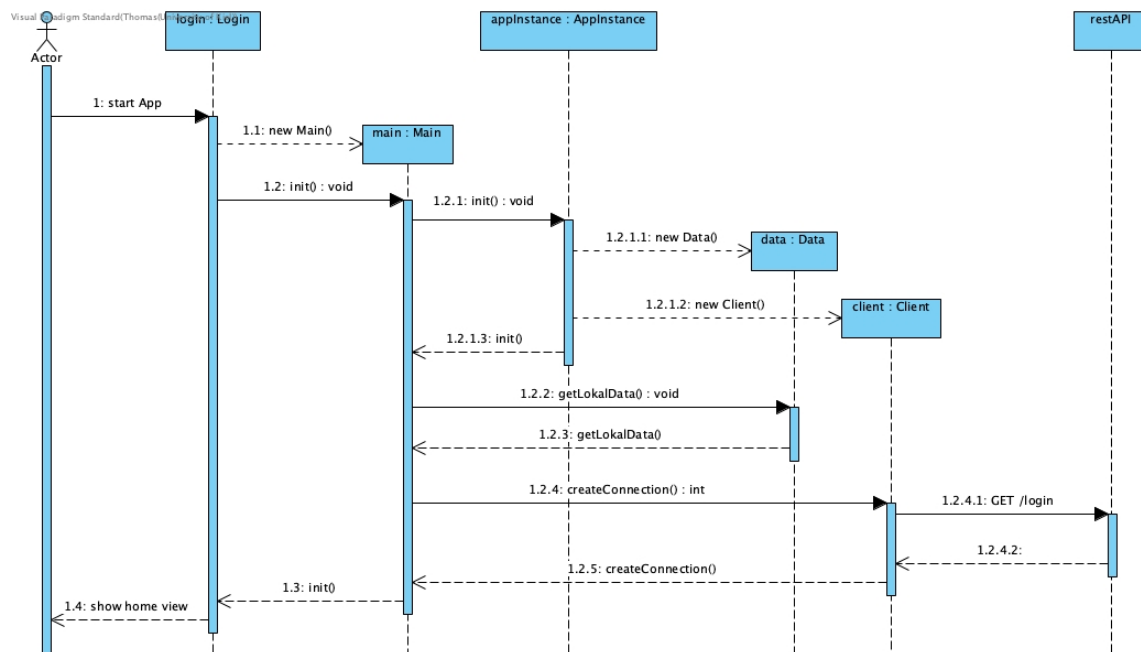 Visual Paradigm Standard(Thomas(University of
login : Login
appInstance : AppInstance
restAPI
Actor
1: start App
1.1: new Main()
main : Main
1.2: init() : void
1.2.1: init() : void
1.2.1.1: new Data()
data : Data
1.2.1.2: new Client()
client : Client
1.2.1.3: init()
1.2.2: getLokalData() : void
1.2.3: getLokalData()
1.2.4: createConnection() : int
1.2.4.1: GET /login
1.2.4.2:
1.2.5: createConnection()
1.3: init()
1.4: show home view